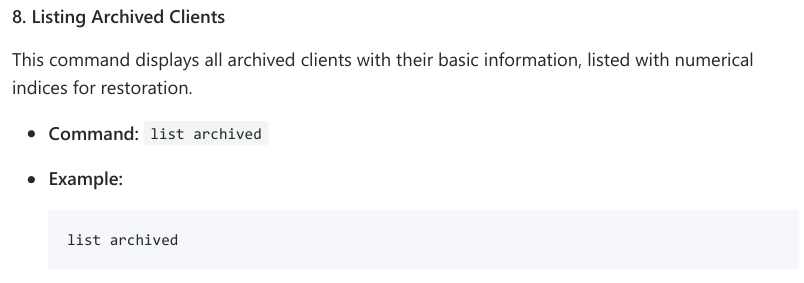 8. Listing Archived Clients
This command displays all archived clients with their basic information, listed with numerical
indices for restoration.
Command: list archived
Example:
list archived